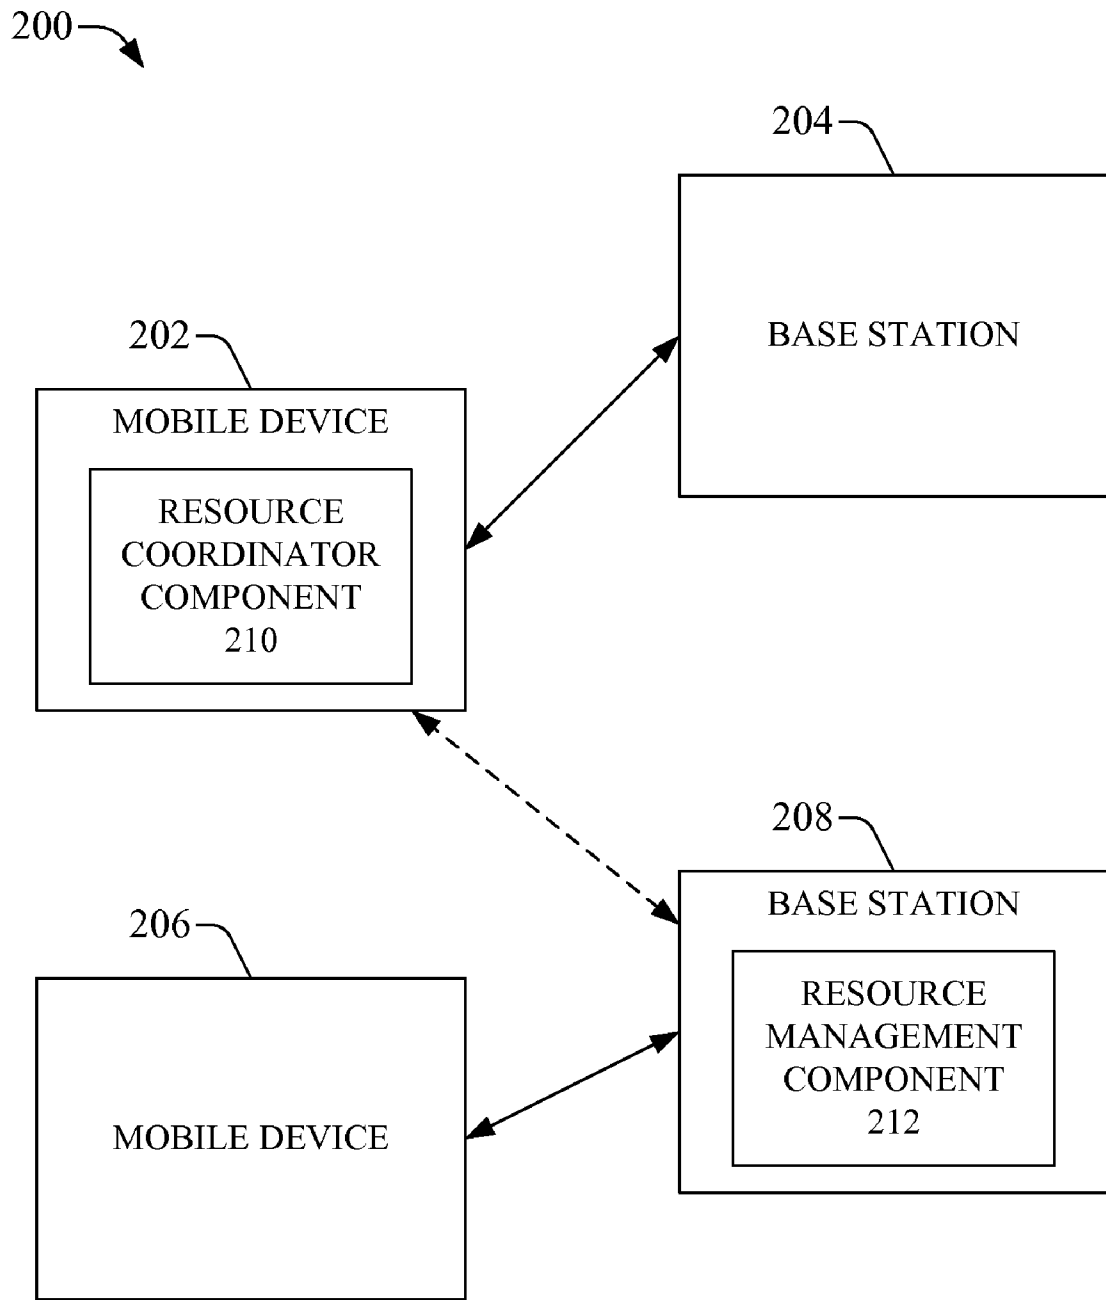 200
204
BASE STATION
202
MOBILE DEVICE
RESOURCE
COORDINATOR
COMPONENT
210
208
BASE STATION
RESOURCE
MANAGEMENT
COMPONENT
212
206
MOBILE DEVICE